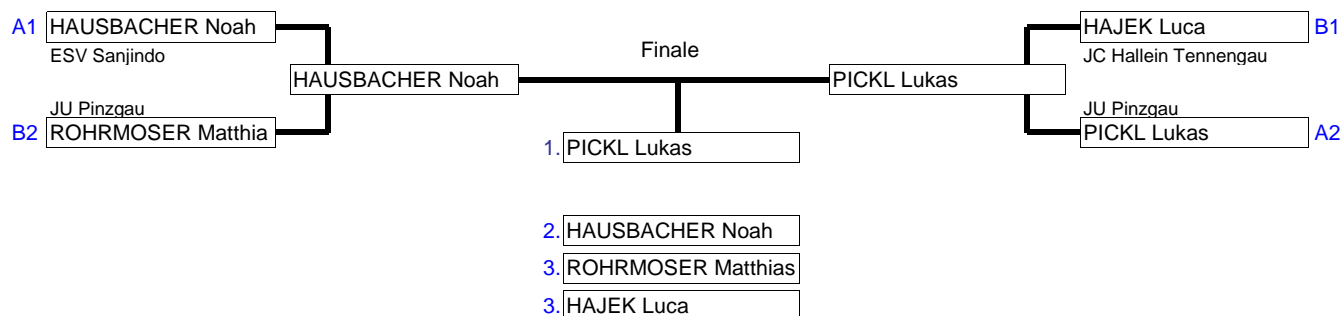 A1 HAUSBACHER Noah
ESV Sanjindo
HAUSBACHER Noah
JU Pinzgau
B2 ROHRMOSER Matthia
Finale
HAJEK Luca B1
JC Hallein Tennengau
PICKL Lukas
JU Pinzgau
PICKL Lukas A2
1. PICKL Lukas
2. HAUSBACHER Noah
3. ROHRMOSER Matthias
3. HAJEK Luca